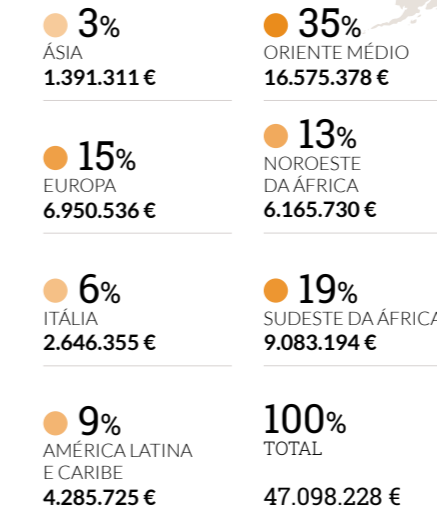 3%
ÁSIA
1.391.311 €
15%
EUROPA
6.950.536 €
6%
ITÁLIA
2.646.355 €
9%
AMÉRICA LATINA
E CARIBE
4.285.725 €
35%
ORIENTE MÉDIO
16.575.378 €
13%
NOROESTE
DA ÁFRICA
6.165.730 €
19%
SUDESTE DA ÁFRICA
9.083.194 €
100%
TOTAL
47.098.228 €